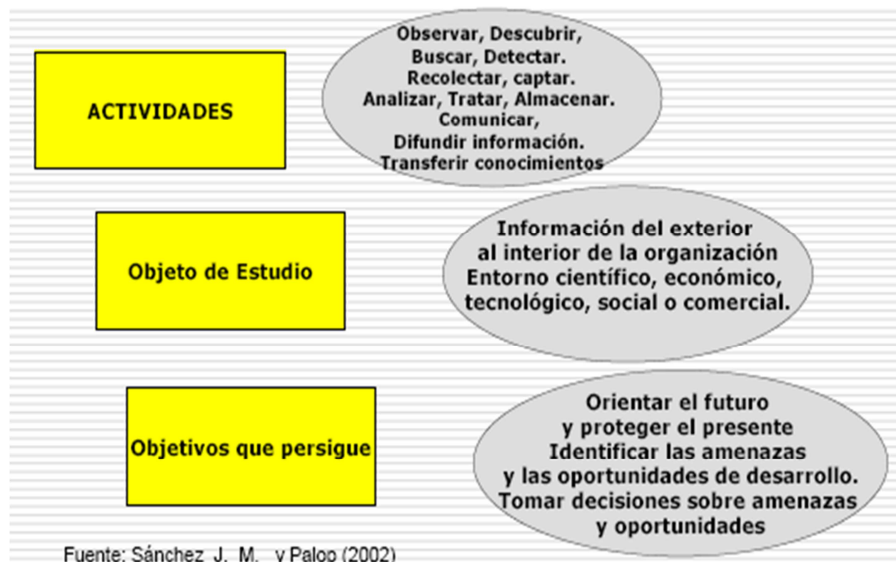 ACTIVIDADES
Observar, Descubrir,
Buscar, Detectar.
Recolectar, captar.
Analizar, Tratar, Almacenar.
Comunicar,
Difundir información.
Transferir conocimientos
Objeto de Estudio
Información del exterior
al interior de la organización
Entorno científico, económico,
tecnológico, social o comercial.
Objetivos que persigue
Orientar el futuro
y proteger el presente
Identificar las amenazas
y las oportunidades de desarrollo.
Tomar decisiones sobre amenazas
y oportunidades
Fuente: Sánchez J. M. y Palop (2002)